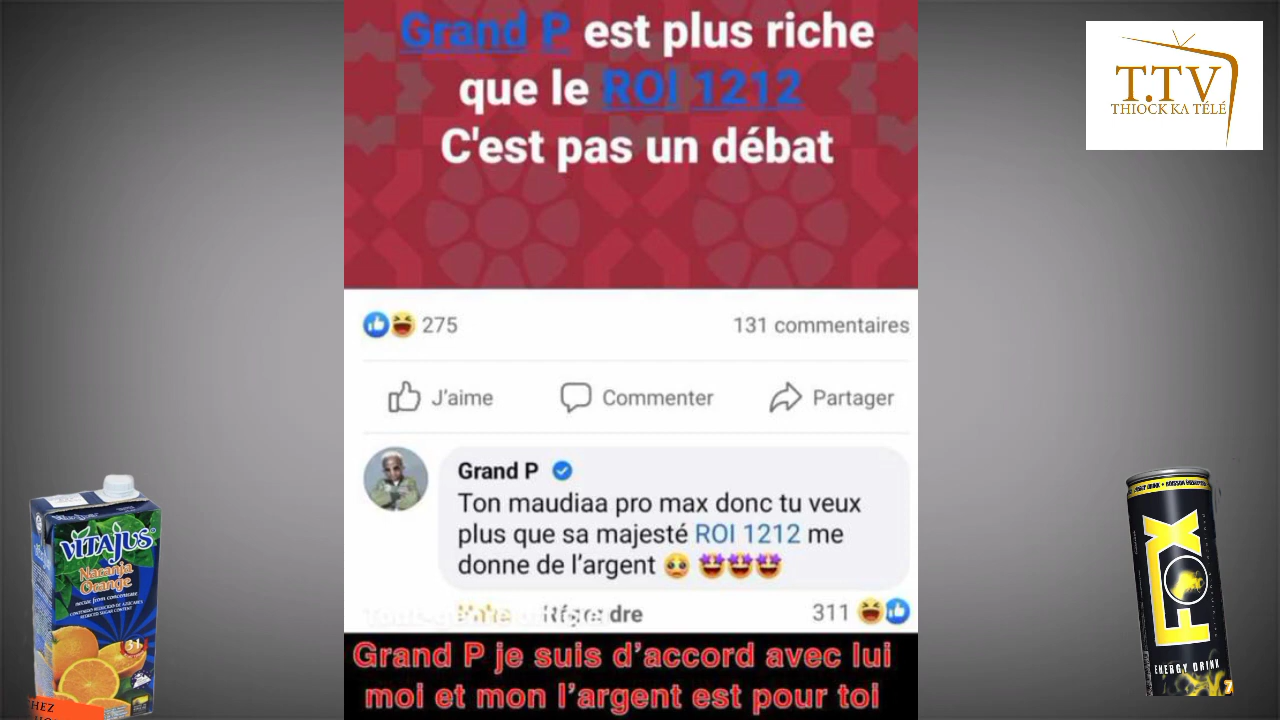 Grand P est plus riche
que le ROI 1212
C'est pas un débat
T.TV
THIOCK KA TÉLÉ
275
131 commentaires
J'aime
Commenter
Partager
Grand P
Ton maudiaa pro max donc tu veux
plus que sa majesté ROI 1212 me
donne de l'argent 🥺 🤩🤩🤩
Répondre
311
Grand P je suis d'accord avec lui
moi et mon l'argent est pour toi
VITAJUS
Naranja
Orange
CHEZ
FOX
ENERGY DRINK